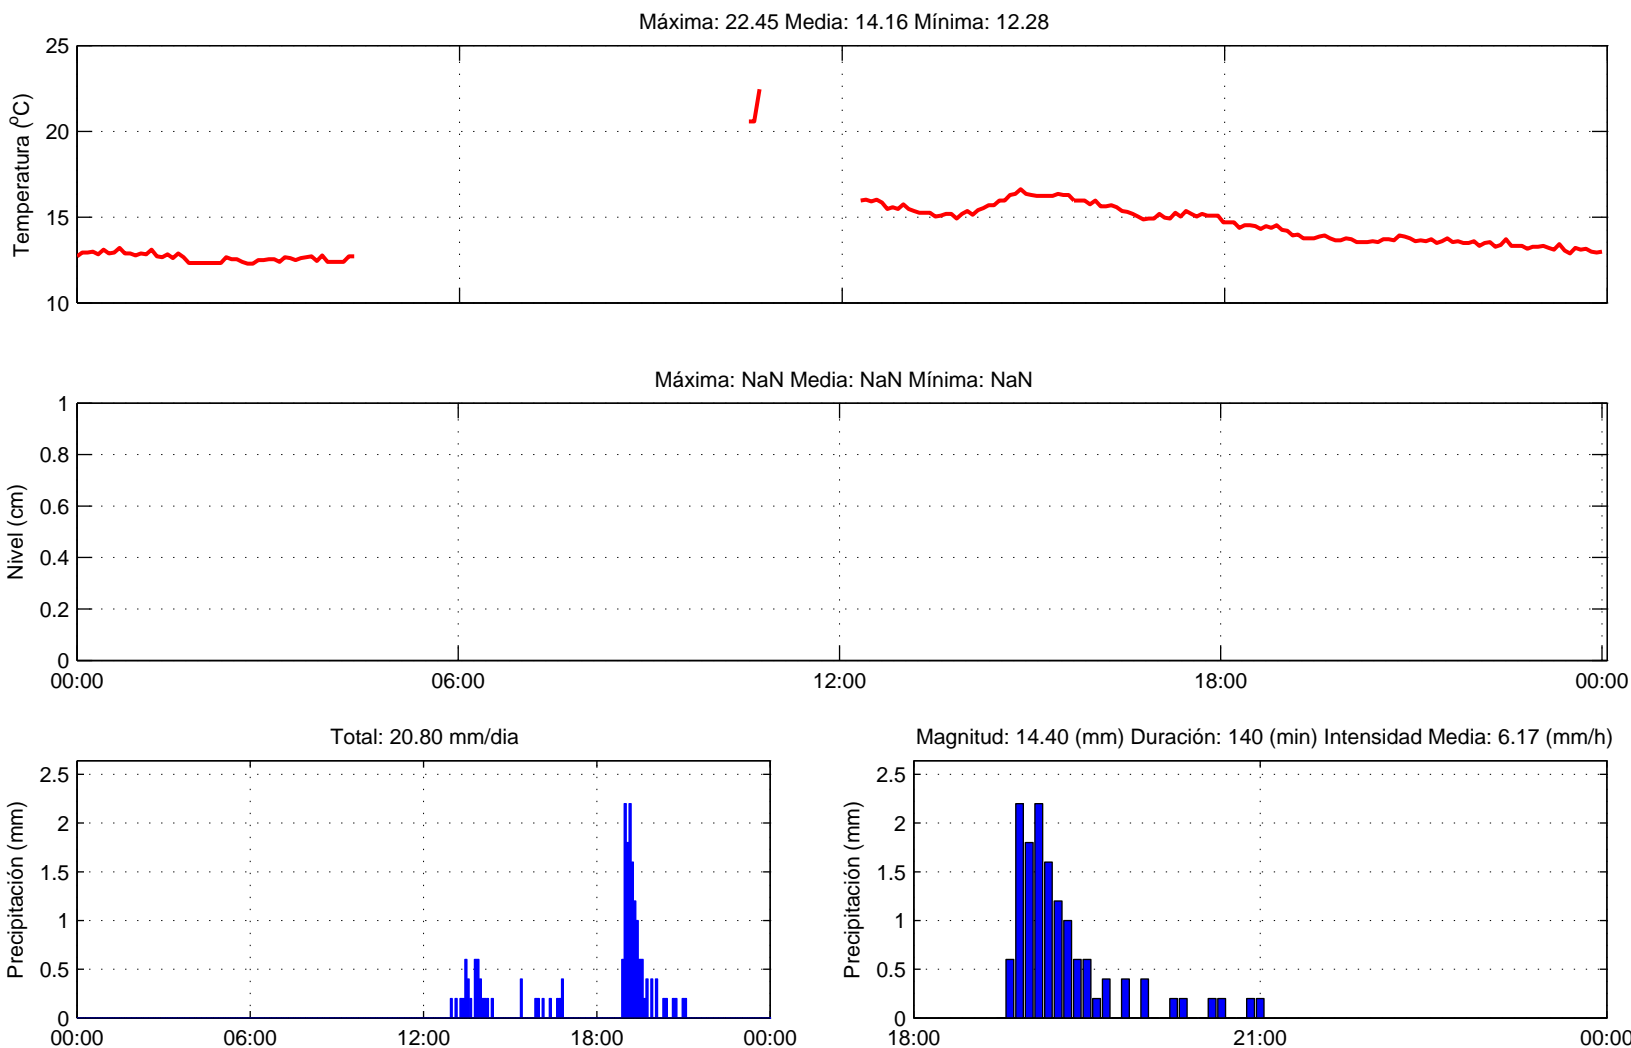 Máxima: 22.45 Media: 14.16 Mínima: 12.28
Temperatura (ºC)
25
20
15
10
Máxima: NaN Media: NaN Mínima: NaN
Nivel (cm)
1
0.8
0.6
0.4
0.2
0
00:00 06:00 12:00 18:00 00:00
Total: 20.80 mm/dia
Precipitación (mm)
2.5
2
1.5
1
0.5
0
00:00 06:00 12:00 18:00 00:00
Magnitud: 14.40 (mm) Duración: 140 (min) Intensidad Media: 6.17 (mm/h)
Precipitación (mm)
2.5
2
1.5
1
0.5
0
18:00 21:00 00:00